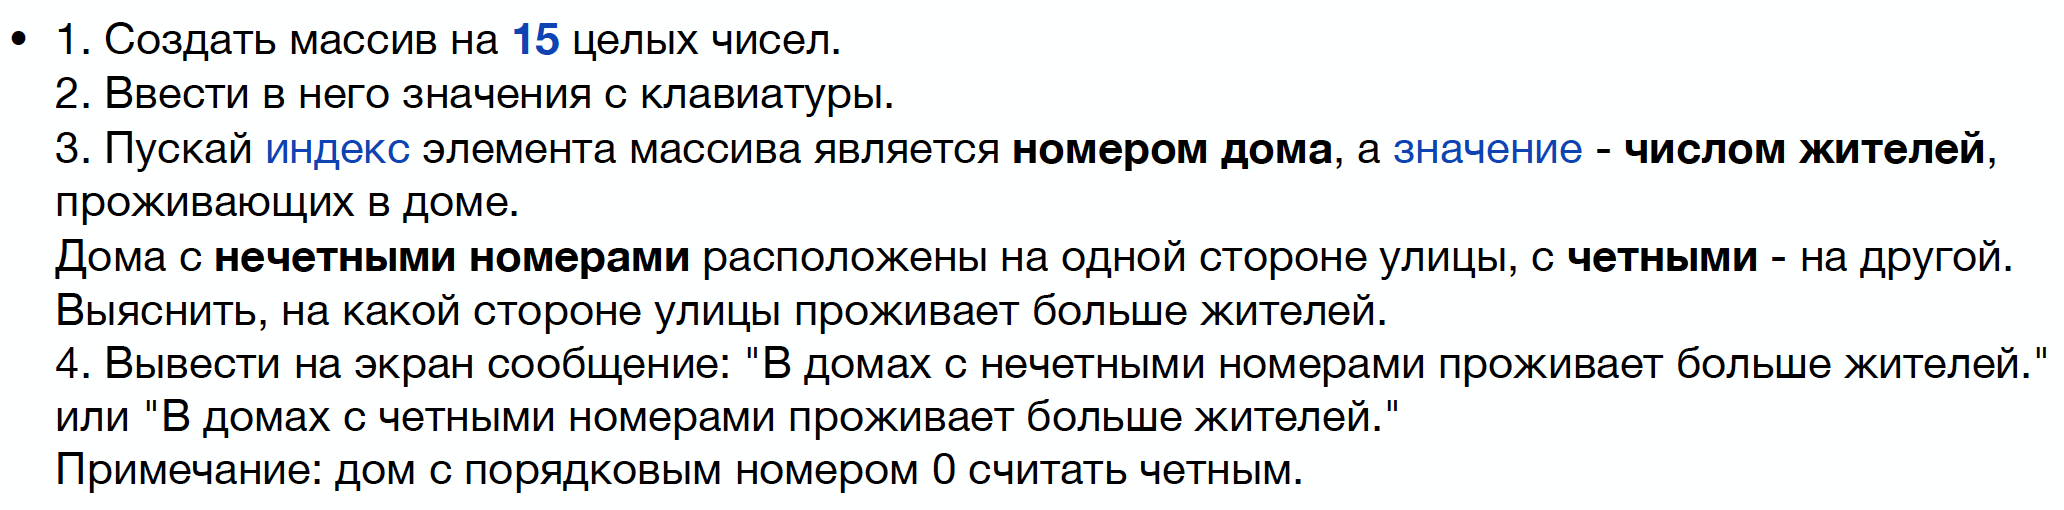 • 1. Создать массив на 15 целых чисел.
2. Ввести в него значения с клавиатуры.
3. Пускай индекс элемента массива является номером дома, а значение - числом жителей,
проживающих в доме.
Дома с нечетными номерами расположены на одной стороне улицы, с четными - на другой.
Выяснить, на какой стороне улицы проживает больше жителей.
4. Вывести на экран сообщение: "В домах с нечетными номерами проживает больше жителей."
или "В домах с четными номерами проживает больше жителей."
Примечание: дом с порядковым номером 0 считать четным.